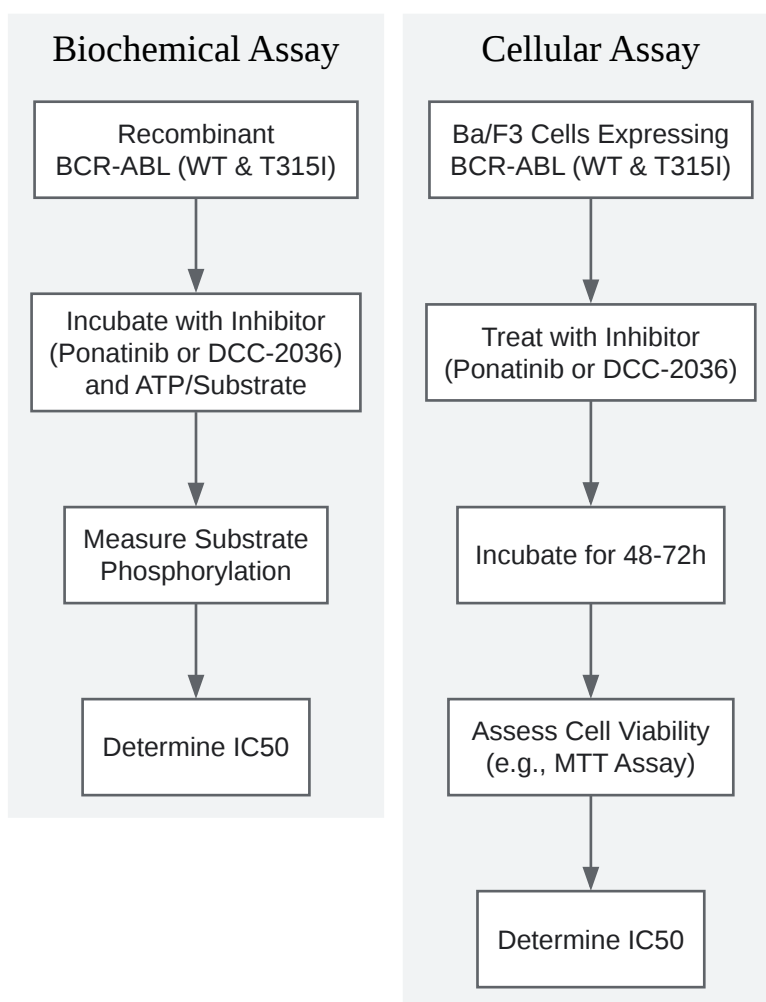 Biochemical Assay
Recombinant
BCR-ABL (WT & T315I)
Incubate with Inhibitor
(Ponatinib or DCC-2036)
and ATP/Substrate
Measure Substrate
Phosphorylation
Determine IC50
Cellular Assay
Ba/F3 Cells Expressing
BCR-ABL (WT & T315I)
Treat with Inhibitor
(Ponatinib or DCC-2036)
Incubate for 48-72h
Assess Cell Viability
(e.g., MTT Assay)
Determine IC50